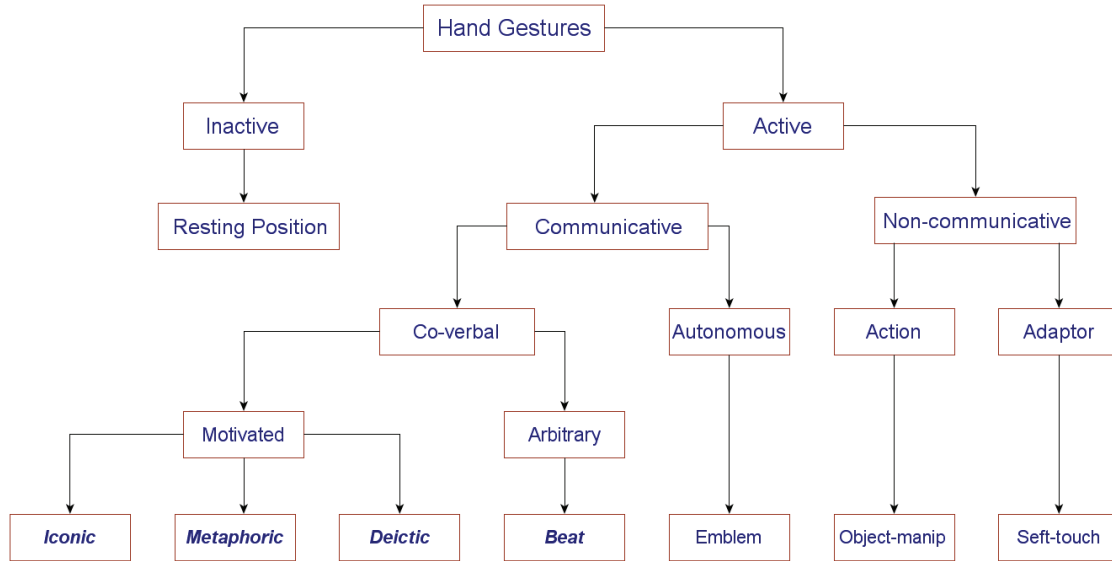 Hand Gestures
Inactive
Active
Resting Position
Communicative
Non-communicative
Co-verbal
Autonomous
Action
Adaptor
Motivated
Arbitrary
Iconic
Metaphoric
Deictic
Beat
Emblem
Object-manip
Seft-touch